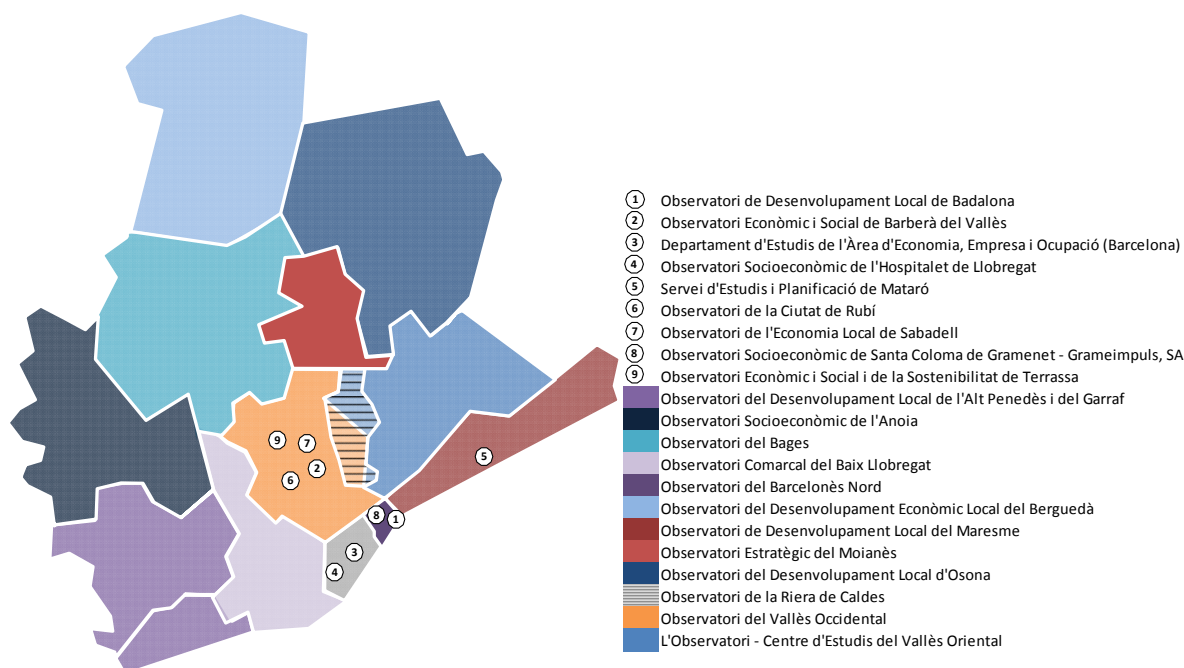 9
7
2
6
5
8
1
3
4
1 Observatori de Desenvolupament Local de Badalona
2 Observatori Econòmic i Social de Barberà del Vallès
3 Departament d'Estudis de l'Àrea d'Economia, Empresa i Ocupació (Barcelona)
4 Observatori Socioeconòmic de l'Hospitalet de Llobregat
5 Servei d'Estudis i Planificació de Mataró
6 Observatori de la Ciutat de Rubí
7 Observatori de l'Economia Local de Sabadell
8 Observatori Socioeconòmic de Santa Coloma de Gramenet - Grameimpuls, SA
9 Observatori Econòmic i Social i de la Sostenibilitat de Terrassa
Observatori del Desenvolupament Local de l'Alt Penedès i del Garraf
Observatori Socioeconòmic de l'Anoia
Observatori del Bages
Observatori Comarcal del Baix Llobregat
Observatori del Barcelonès Nord
Observatori del Desenvolupament Econòmic Local del Berguedà
Observatori de Desenvolupament Local del Maresme
Observatori Estratègic del Moianès
Observatori del Desenvolupament Local d'Osona
Observatori de la Riera de Caldes
Observatori del Vallès Occidental
L'Observatori - Centre d'Estudis del Vallès Oriental